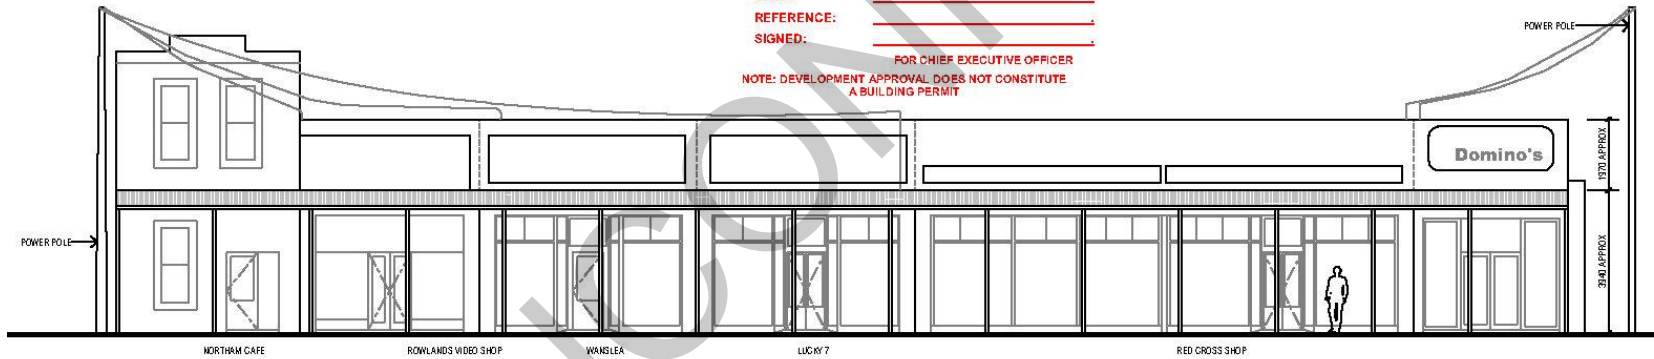 REFERENCE:
SIGNED:
FOR CHIEF EXECUTIVE OFFICER
NOTE: DEVELOPMENT APPROVAL DOES NOT CONSTITUTE
A BUILDING PERMIT
POWER POLE
Domino's
1970 APPROX
POWER POLE
3940 APPROX
NORTHAM CAFE
ROWLANDS VIDEO SHOP
WANSLEA
LUCKY 7
RED CROSS SHOP